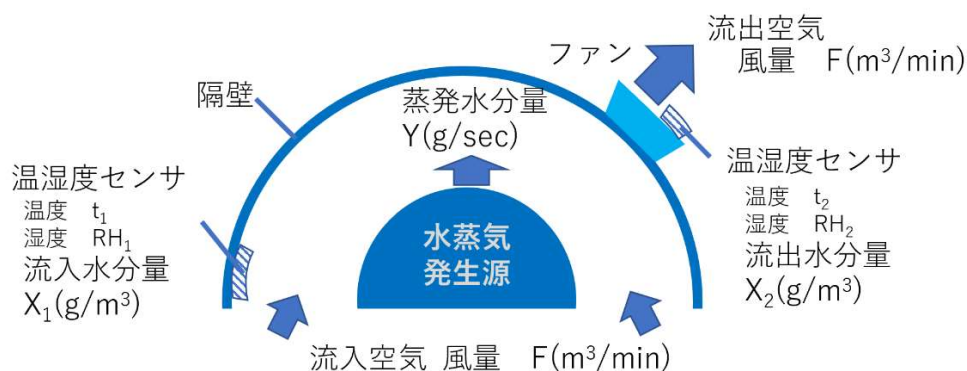 流出空気
風量 F(m³/min)
ファン
隔壁
蒸発水分量
Y(g/sec)
温湿度センサ
温度 t₁
湿度 RH₁
流入水分量
X₁(g/m³)
水蒸気
発生源
温湿度センサ
温度 t₂
湿度 RH₂
流出水分量
X₂(g/m³)
流入空気 風量 F(m³/min)